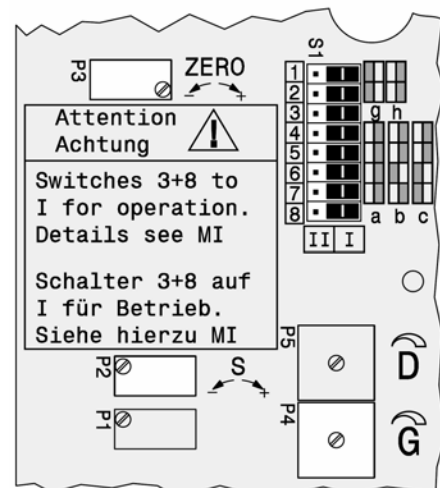 P3
ZERO
- +
S1
1
2
3
4
5
6
7
8
g h
a b c
II I
Attention
Achtung
Switches 3+8 to
I for operation.
Details see MI
Schalter 3+8 auf
I für Betrieb.
Siehe hierzu MI
P2
S
- +
P1
P5
D
P4
G